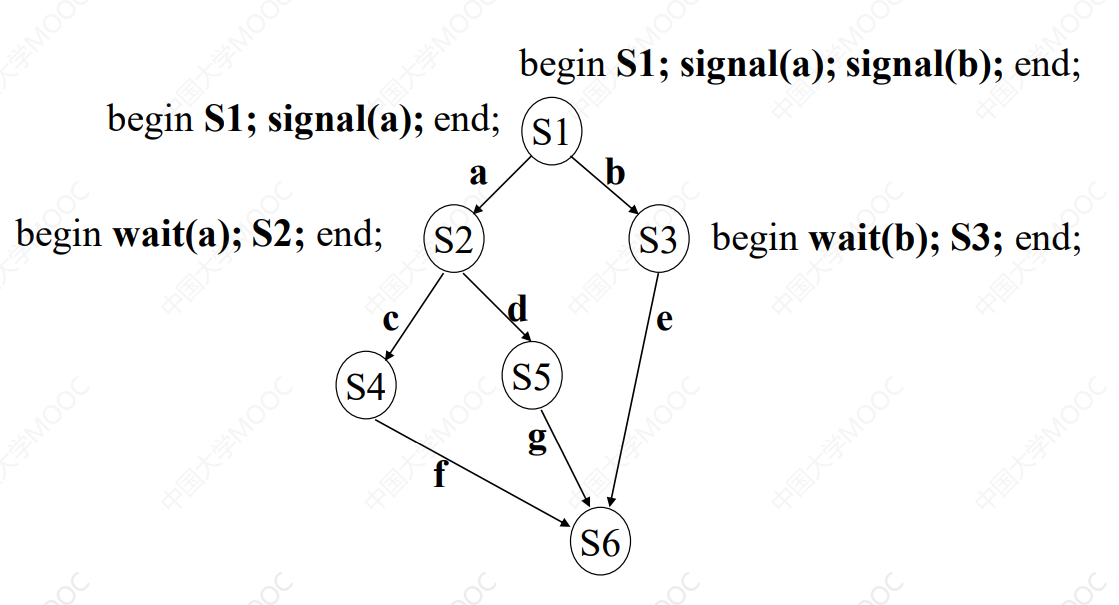 begin S1; signal(a); signal(b); end;
begin S1; signal(a); end;
S1
a
b
begin wait(a); S2; end;
S2
S3
begin wait(b); S3; end;
c
d
e
S4
S5
g
f
S6
中国大学MOOC